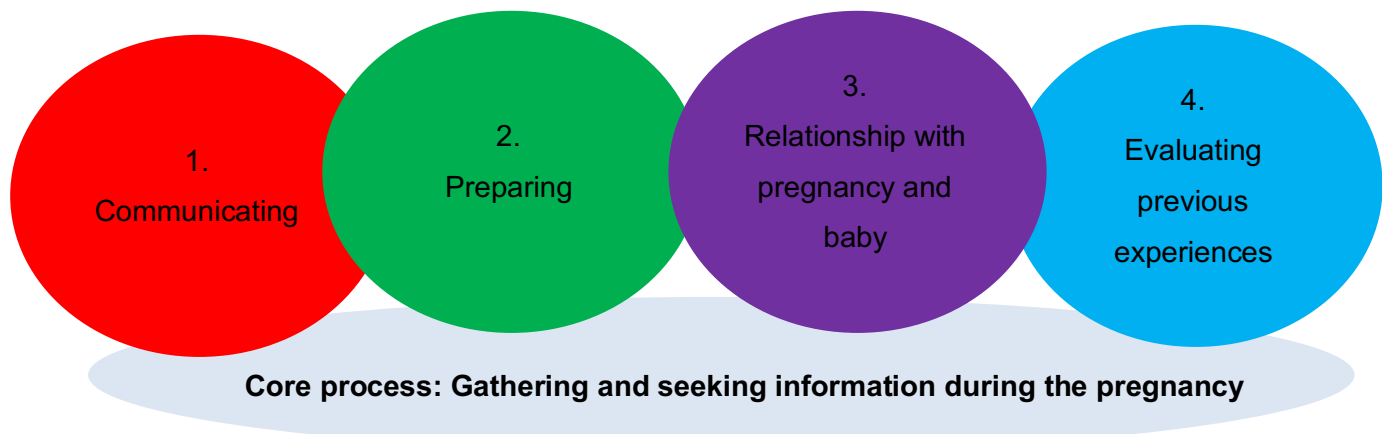 1.
Communicating
2.
Preparing
3.
Relationship with
pregnancy and
baby
4.
Evaluating
previous
experiences
Core process: Gathering and seeking information during the pregnancy